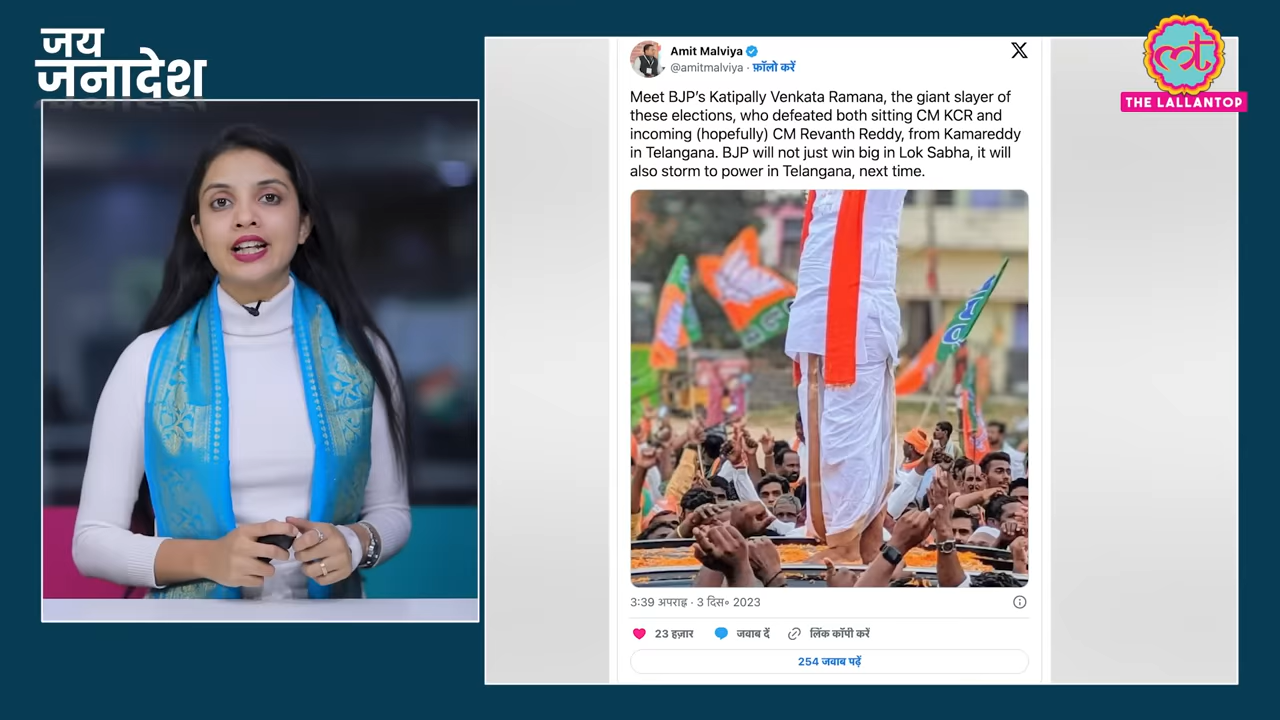 जय
जनादेश
Amit Malviya
@amitmalviya · फ़ॉलो करें
Meet BJP's Katipally Venkata Ramana, the giant slayer of
these elections, who defeated both sitting CM KCR and
incoming (hopefully) CM Revanth Reddy, from Kamareddy
in Telangana. BJP will not just win big in Lok Sabha, it will
also storm to power in Telangana, next time.
3:39 अपराह्न · 3 दिस॰ 2023
23 हज़ार जवाब दें लिंक कॉपी करें
254 जवाब पढ़ें
THE LALLANTOP